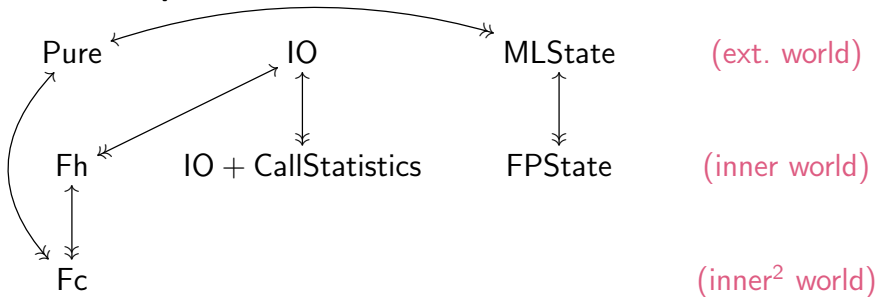 Pure IO MLState (ext. world)
Fh IO + CallStatistics FPState (inner world)
Fc (inner² world)